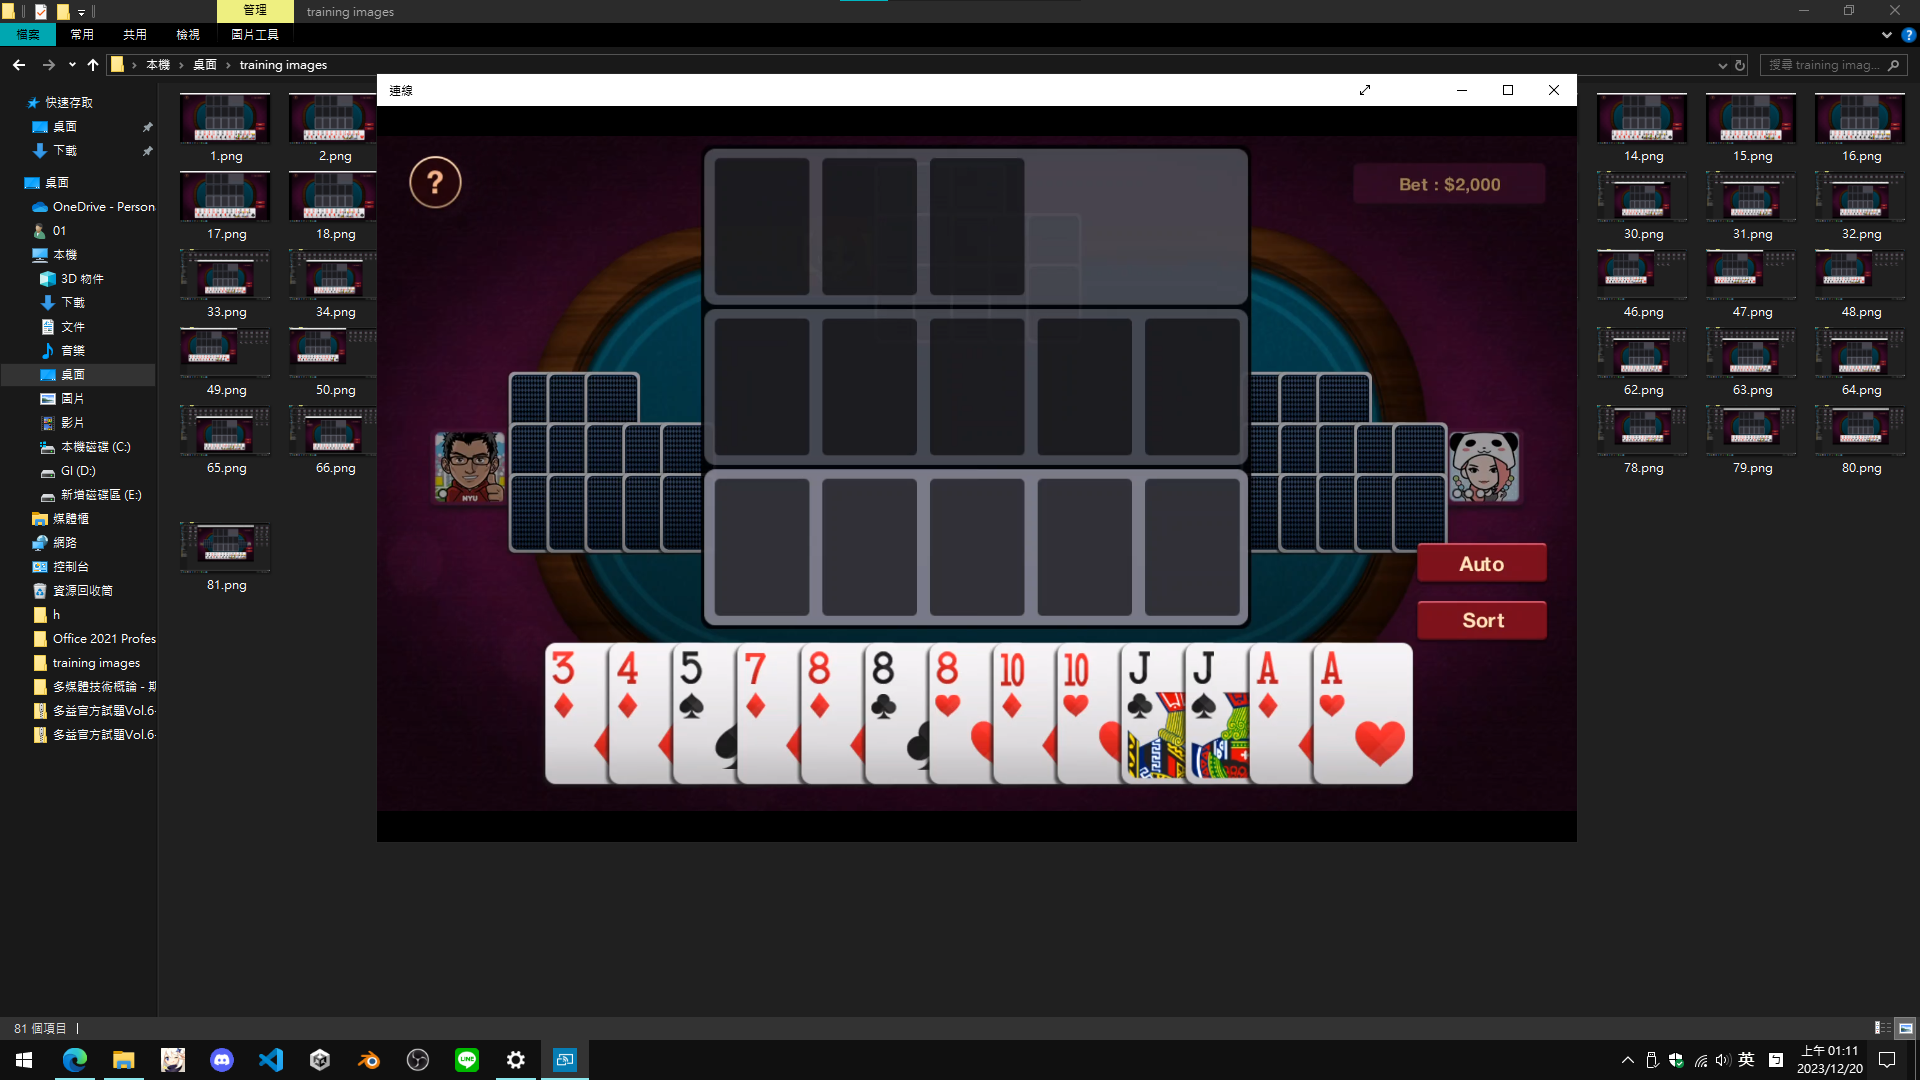 管理
training images
檔案
常用
共用
檢視
圖片工具
本機
桌面
training images
搜尋 training imag...
快速存取
桌面
下載
桌面
OneDrive - Person
01
本機
3D 物件
下載
文件
音樂
桌面
圖片
影片
本機磁碟 (C:)
GI (D:)
新增磁碟區 (E:)
媒體櫃
網路
控制台
資源回收筒
h
Office 2021 Profes
training images
多媒體技術概論 - 期
多益官方試題Vol.6-
多益官方試題Vol.6-
1.png
2.png
14.png
15.png
16.png
17.png
18.png
30.png
31.png
32.png
33.png
34.png
46.png
47.png
48.png
49.png
50.png
62.png
63.png
64.png
65.png
66.png
78.png
79.png
80.png
81.png
連線
?
Bet : $2,000
NYU
Auto
Sort
3
4
5
7
8
8
8
10
10
J
J
A
A
81 個項目
LINE
英
上午 01:11
2023/12/20